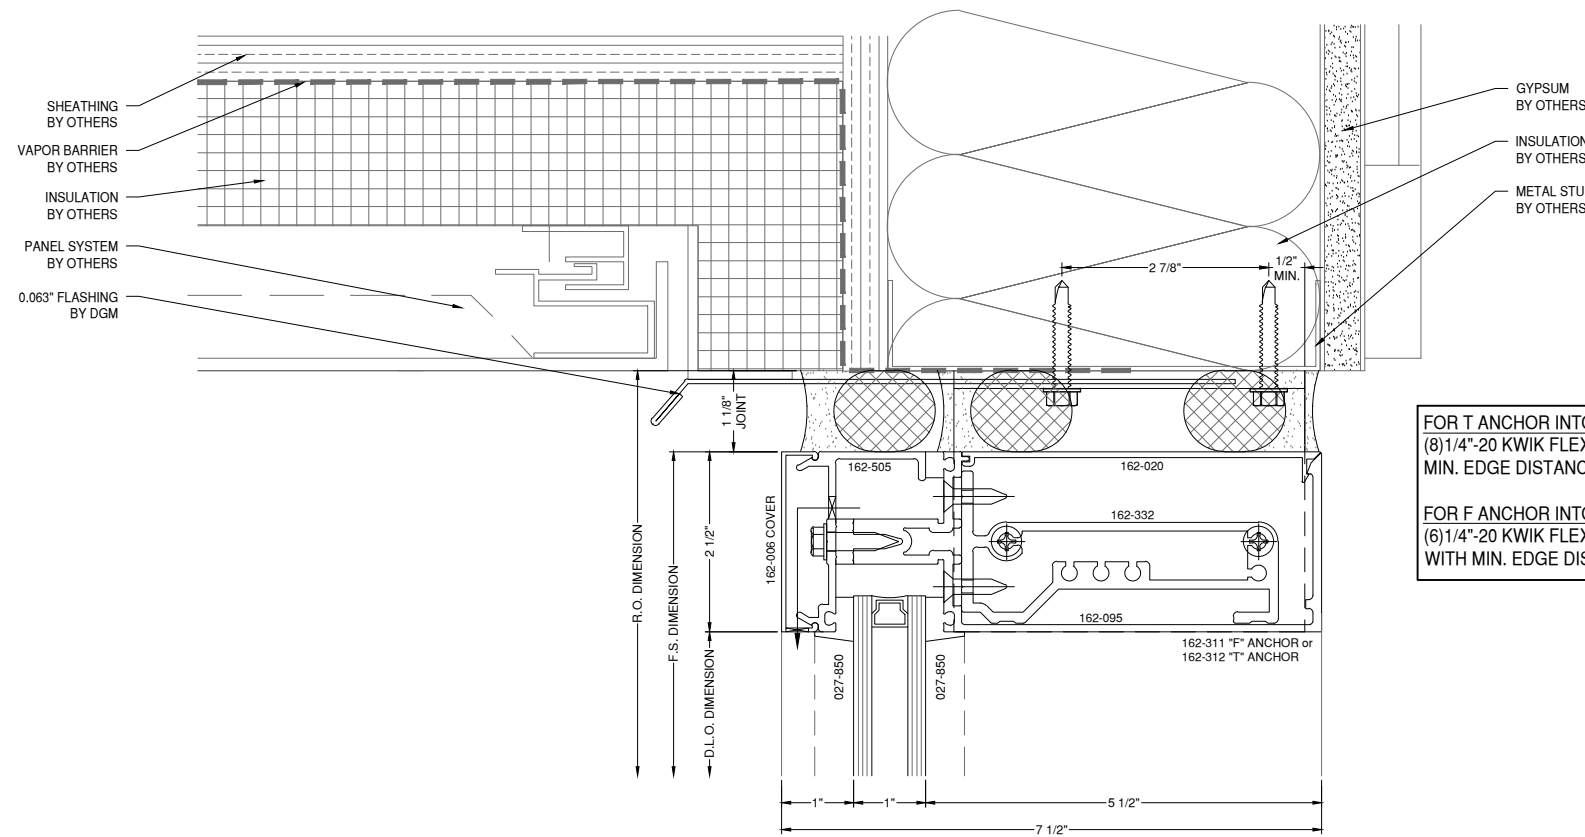 SHEATHING
BY OTHERS
VAPOR BARRIER
BY OTHERS
INSULATION
BY OTHERS
PANEL SYSTEM
BY OTHERS
0.063" FLASHING
BY DGM
GYPSUM
BY OTHERS
INSULATION
BY OTHERS
METAL STU
BY OTHERS
2 7/8"
1/2"
MIN.
1 1/8"
JOINT
2 1/2"
R.O. DIMENSION
F.S. DIMENSION
D.L.O. DIMENSION
162-006 COVER
162-505
162-020
162-332
162-095
162-311 "F" ANCHOR or
162-312 "T" ANCHOR
027-850
027-850
1"
1"
5 1/2"
7 1/2"
FOR T ANCHOR INTO
(8)1/4"-20 KWIK FLEX
MIN. EDGE DISTANC
FOR F ANCHOR INTO
(6)1/4"-20 KWIK FLEX
WITH MIN. EDGE DIS